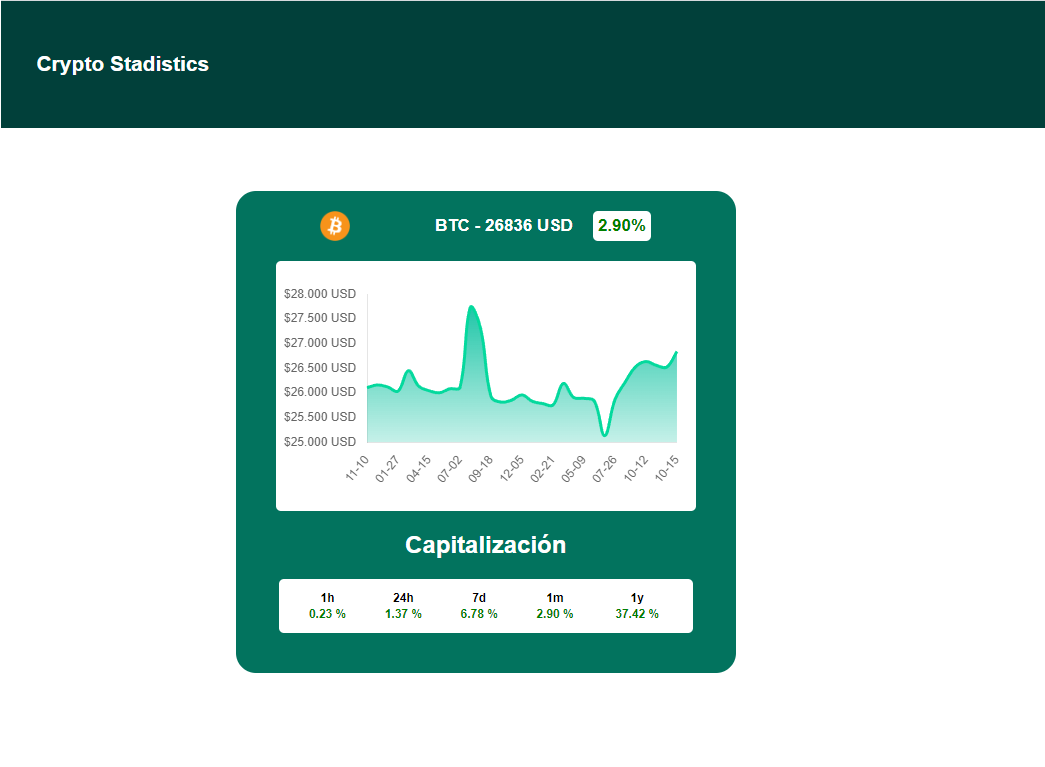 Crypto Stadistics
BTC - 26836 USD 2.90%
$28.000 USD
$27.500 USD
$27.000 USD
$26.500 USD
$26.000 USD
$25.500 USD
$25.000 USD
11-10 01-27 04-15 07-02 09-18 12-05 02-21 05-09 07-26 10-12 10-15
Capitalización
1h 24h 7d 1m 1y
0.23 % 1.37 % 6.78 % 2.90 % 37.42 %